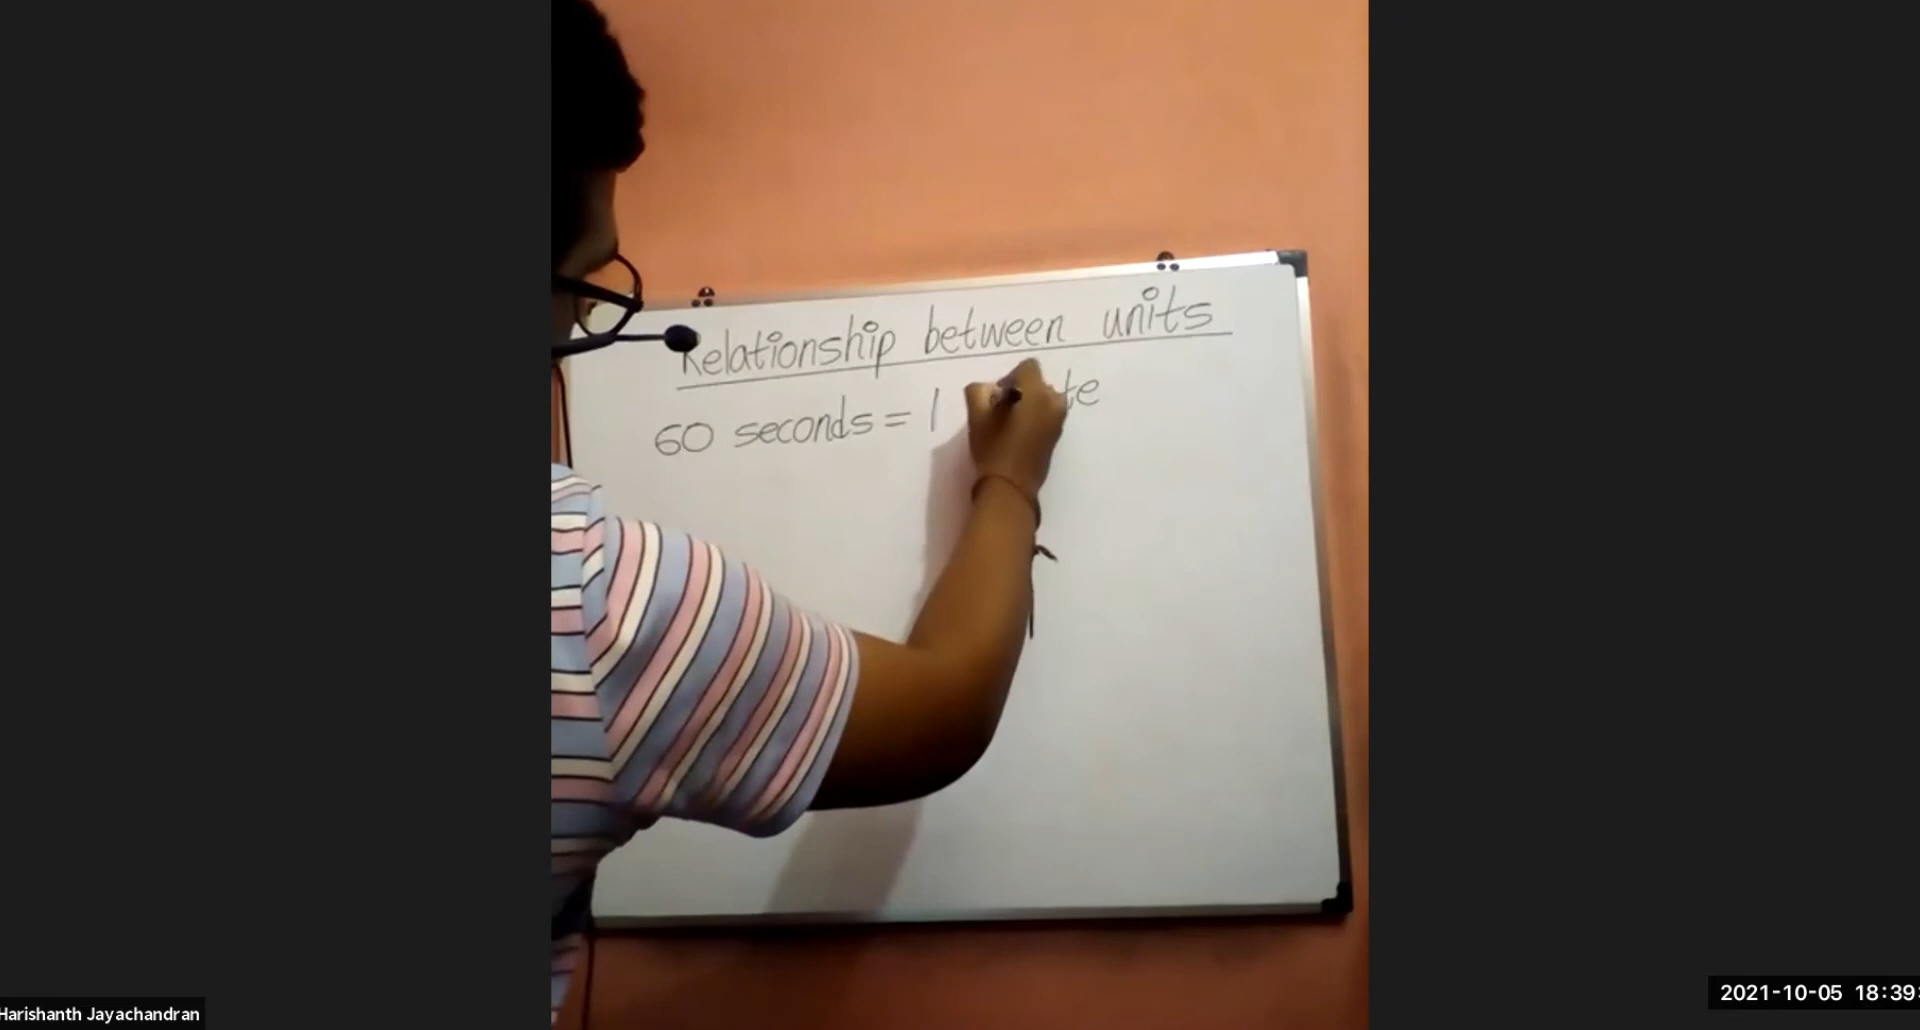 Relationship between units
60 seconds = 1
Harishanth Jayachandran
2021-10-05 18:39: